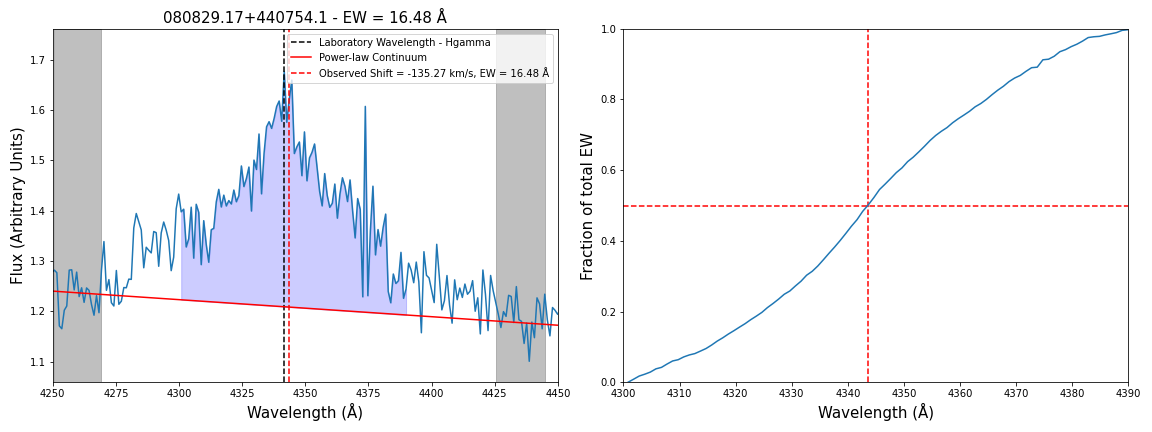 080829.17+440754.1 - EW = 16.48 Å
Flux (Arbitrary Units)
1.7
1.6
1.5
1.4
1.3
1.2
1.1
Laboratory Wavelength - Hgamma
Power-law Continuum
Observed Shift = -135.27 km/s, EW = 16.48 Å
4250 4275 4300 4325 4350 4375 4400 4425 4450
Wavelength (Å)
Fraction of total EW
1.0
0.8
0.6
0.4
0.2
0.0
4300 4310 4320 4330 4340 4350 4360 4370 4380 4390
Wavelength (Å)